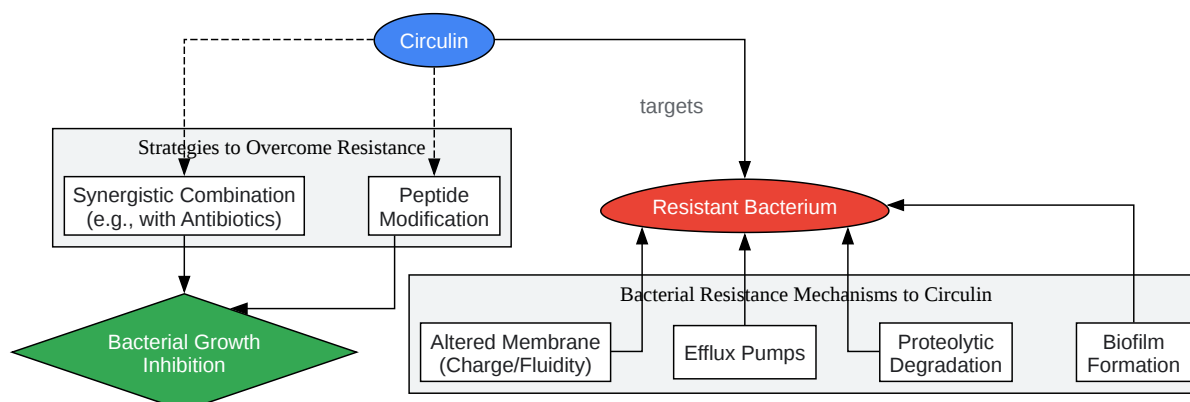 Circulin
targets
Strategies to Overcome Resistance
Synergistic Combination
(e.g., with Antibiotics)
Peptide
Modification
Resistant Bacterium
Bacterial Growth
Inhibition
Bacterial Resistance Mechanisms to Circulin
Altered Membrane
(Charge/Fluidity)
Efflux Pumps
Proteolytic
Degradation
Biofilm
Formation